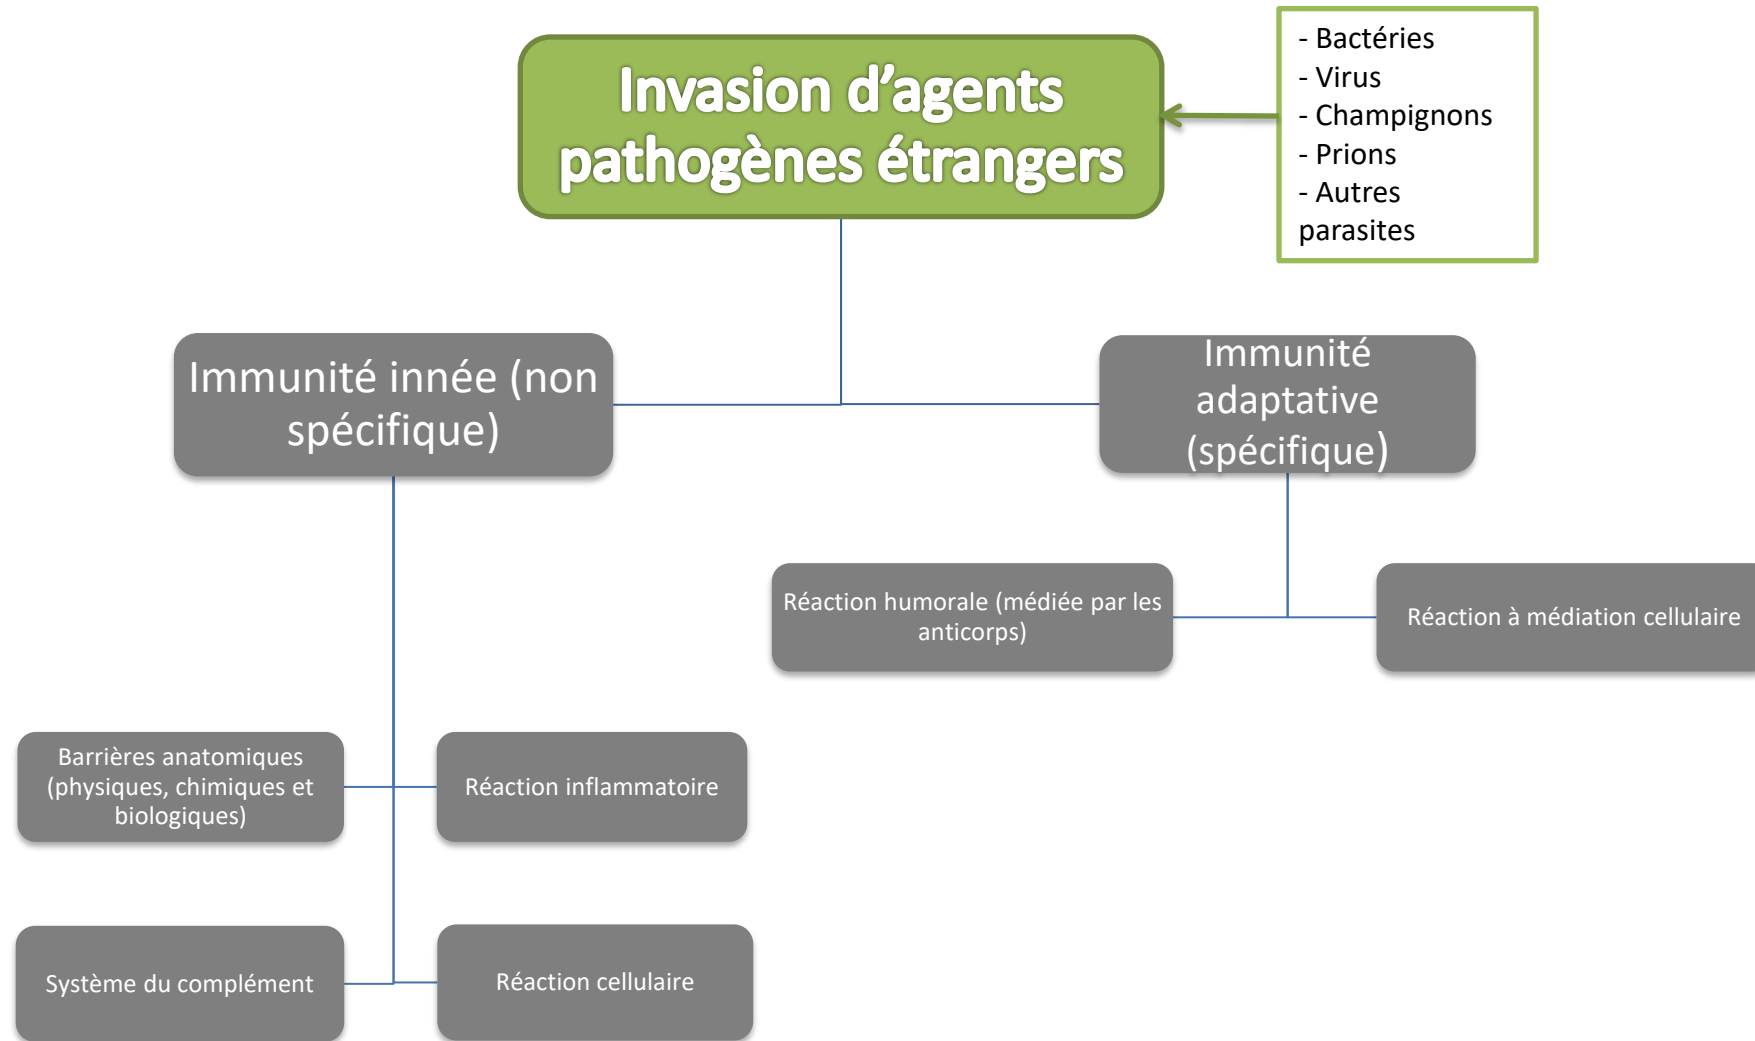 Invasion d’agents
pathogènes étrangers
- Bactéries
- Virus
- Champignons
- Prions
- Autres
parasites
Immunité innée (non
spécifique)
Immunité
adaptative
(spécifique)
Réaction humorale (médiée par les
anticorps)
Réaction à médiation cellulaire
Barrières anatomiques
(physiques, chimiques et
biologiques)
Réaction inflammatoire
Système du complément
Réaction cellulaire